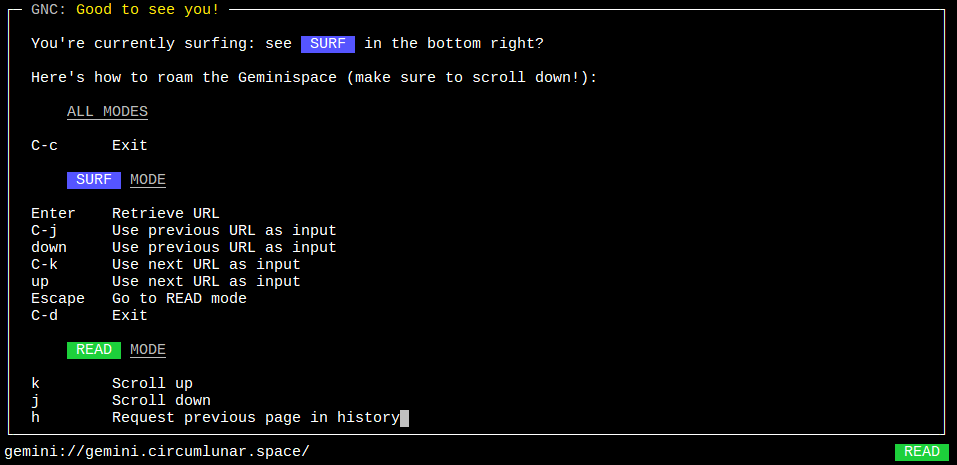 GNC: Good to see you!
You're currently surfing: see SURF in the bottom right?
Here's how to roam the Geminispace (make sure to scroll down!):
ALL MODES
C-c Exit
SURF MODE
Enter Retrieve URL
C-j Use previous URL as input
down Use previous URL as input
C-k Use next URL as input
up Use next URL as input
Escape Go to READ mode
C-d Exit
READ MODE
k Scroll up
j Scroll down
h Request previous page in history
gemini://gemini.circumlunar.space/ READ